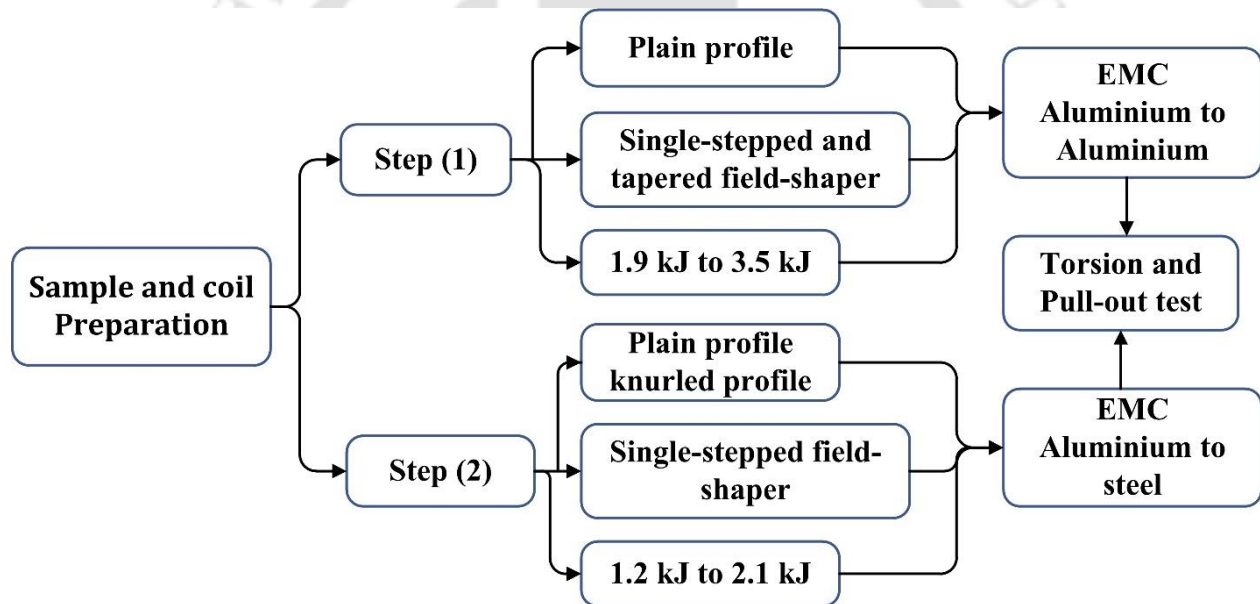 Sample and coil
Preparation
Step (1)
Plain profile
Single-stepped and
tapered field-shaper
1.9 kJ to 3.5 kJ
EMC
Aluminium to
Aluminium
Step (2)
Plain profile
knurled profile
Single-stepped field-
shaper
1.2 kJ to 2.1 kJ
EMC
Aluminium to
steel
Torsion and
Pull-out test